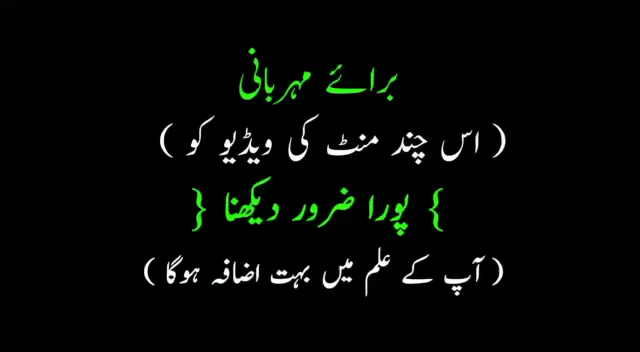 برائے مہربانی
( اس چند منٹ کی ویڈیو کو )
{ پورا ضرور دیکھنا }
( آپ کے علم میں بہت اضافہ ہوگا )